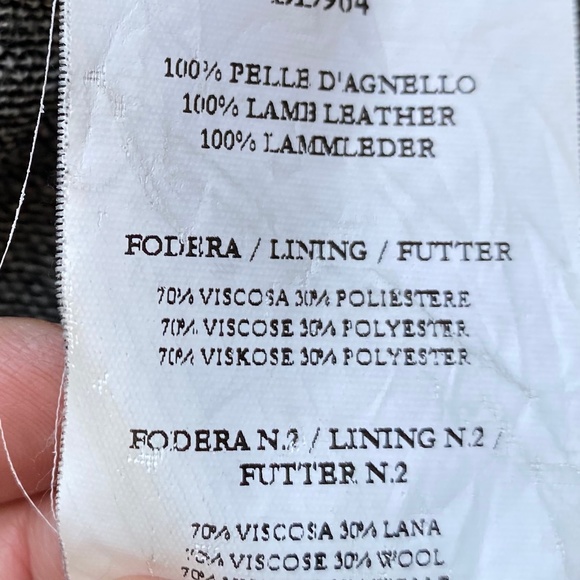 100% PELLE D'AGNELLO
100% LAMB LEATHER
100% LAMMLEDER
FODERA / LINING / FUTTER
70% VISCOSA 30% POLIESTERE
70% VISCOSE 30% POLYESTER
70% VISKOSE 30% POLYESTER
FODERA N.2 / LINING N.2 /
FUTTER N.2
70% VISCOSA 30% LANA
70% VISCOSE 30% WOOL